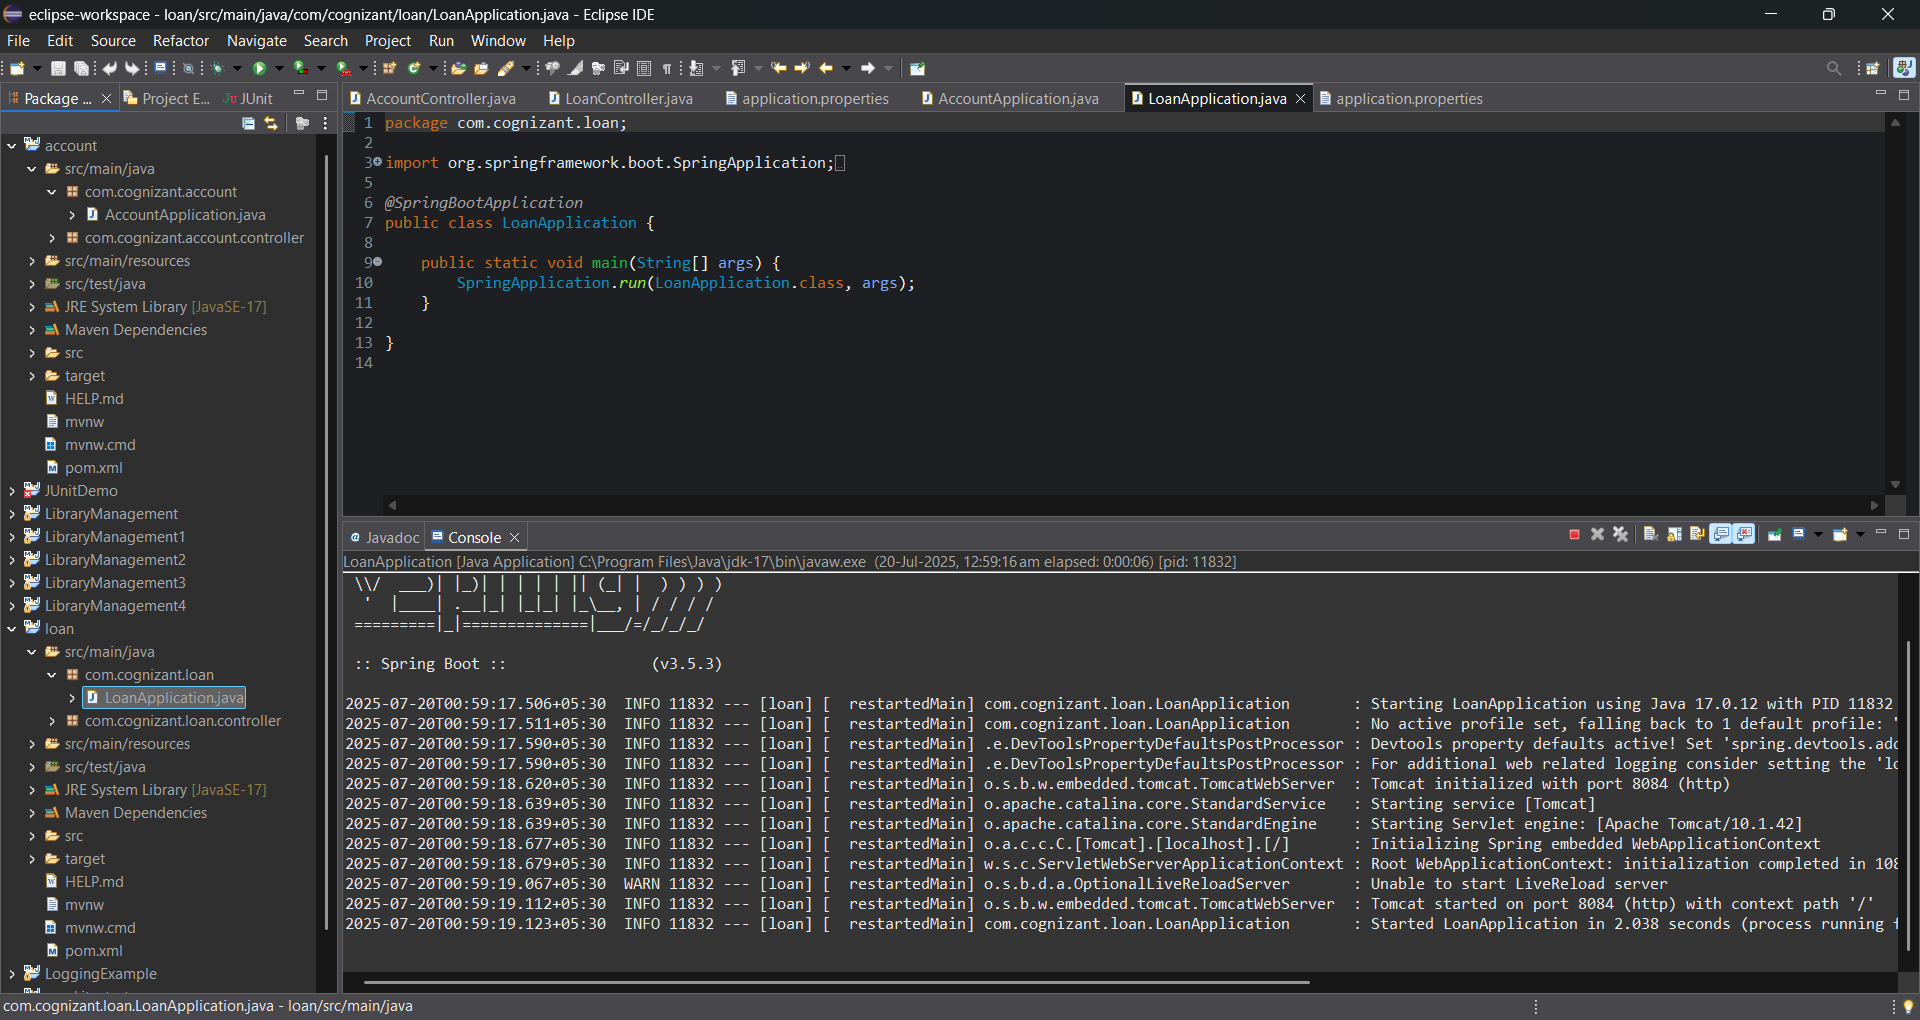 eclipse-workspace - loan/src/main/java/com/cognizant/loan/LoanApplication.java - Eclipse IDE
File Edit Source Refactor Navigate Search Project Run Window Help
Package ... Project E... JUnit
AccountController.java LoanController.java application.properties AccountApplication.java LoanApplication.java application.properties
account
src/main/java
com.cognizant.account
AccountApplication.java
com.cognizant.account.controller
src/main/resources
src/test/java
JRE System Library [JavaSE-17]
Maven Dependencies
src
target
HELP.md
mvnw
mvnw.cmd
pom.xml
JUnitDemo
LibraryManagement
LibraryManagement1
LibraryManagement2
LibraryManagement3
LibraryManagement4
loan
src/main/java
com.cognizant.loan
LoanApplication.java
com.cognizant.loan.controller
src/main/resources
src/test/java
JRE System Library [JavaSE-17]
Maven Dependencies
src
target
HELP.md
mvnw
mvnw.cmd
pom.xml
LoggingExample
1 package com.cognizant.loan;
2
3 import org.springframework.boot.SpringApplication;
5
6 @SpringBootApplication
7 public class LoanApplication {
8
9 public static void main(String[] args) {
10 SpringApplication.run(LoanApplication.class, args);
11 }
12
13 }
14
Javadoc Console
LoanApplication [Java Application] C:\Program Files\Java\jdk-17\bin\javaw.exe (20-Jul-2025, 12:59:16 am elapsed: 0:00:06) [pid: 11832]
 \\/  ___)| |_)| | | | | || (_| |  ) ) ) )
  '  |____| .__|_| |_|_| |_\__, | / / / /
 =========|_|==============|___/=/_/_/_/
:: Spring Boot :: (v3.5.3)
2025-07-20T00:59:17.506+05:30 INFO 11832 --- [loan] [ restartedMain] com.cognizant.loan.LoanApplication : Starting LoanApplication using Java 17.0.12 with PID 11832
2025-07-20T00:59:17.511+05:30 INFO 11832 --- [loan] [ restartedMain] com.cognizant.loan.LoanApplication : No active profile set, falling back to 1 default profile: "
2025-07-20T00:59:17.590+05:30 INFO 11832 --- [loan] [ restartedMain] .e.DevToolsPropertyDefaultsPostProcessor : Devtools property defaults active! Set 'spring.devtools.add
2025-07-20T00:59:17.590+05:30 INFO 11832 --- [loan] [ restartedMain] .e.DevToolsPropertyDefaultsPostProcessor : For additional web related logging consider setting the 'lo
2025-07-20T00:59:18.620+05:30 INFO 11832 --- [loan] [ restartedMain] o.s.b.w.embedded.tomcat.TomcatWebServer : Tomcat initialized with port 8084 (http)
2025-07-20T00:59:18.639+05:30 INFO 11832 --- [loan] [ restartedMain] o.apache.catalina.core.StandardService : Starting service [Tomcat]
2025-07-20T00:59:18.639+05:30 INFO 11832 --- [loan] [ restartedMain] o.apache.catalina.core.StandardEngine : Starting Servlet engine: [Apache Tomcat/10.1.42]
2025-07-20T00:59:18.677+05:30 INFO 11832 --- [loan] [ restartedMain] o.a.c.c.C.[Tomcat].[localhost].[/] : Initializing Spring embedded WebApplicationContext
2025-07-20T00:59:18.679+05:30 INFO 11832 --- [loan] [ restartedMain] w.s.c.ServletWebServerApplicationContext : Root WebApplicationContext: initialization completed in 108
2025-07-20T00:59:19.067+05:30 WARN 11832 --- [loan] [ restartedMain] o.s.b.d.a.OptionalLiveReloadServer : Unable to start LiveReload server
2025-07-20T00:59:19.112+05:30 INFO 11832 --- [loan] [ restartedMain] o.s.b.w.embedded.tomcat.TomcatWebServer : Tomcat started on port 8084 (http) with context path '/'
2025-07-20T00:59:19.123+05:30 INFO 11832 --- [loan] [ restartedMain] com.cognizant.loan.LoanApplication : Started LoanApplication in 2.038 seconds (process running f
com.cognizant.loan.LoanApplication.java - loan/src/main/java